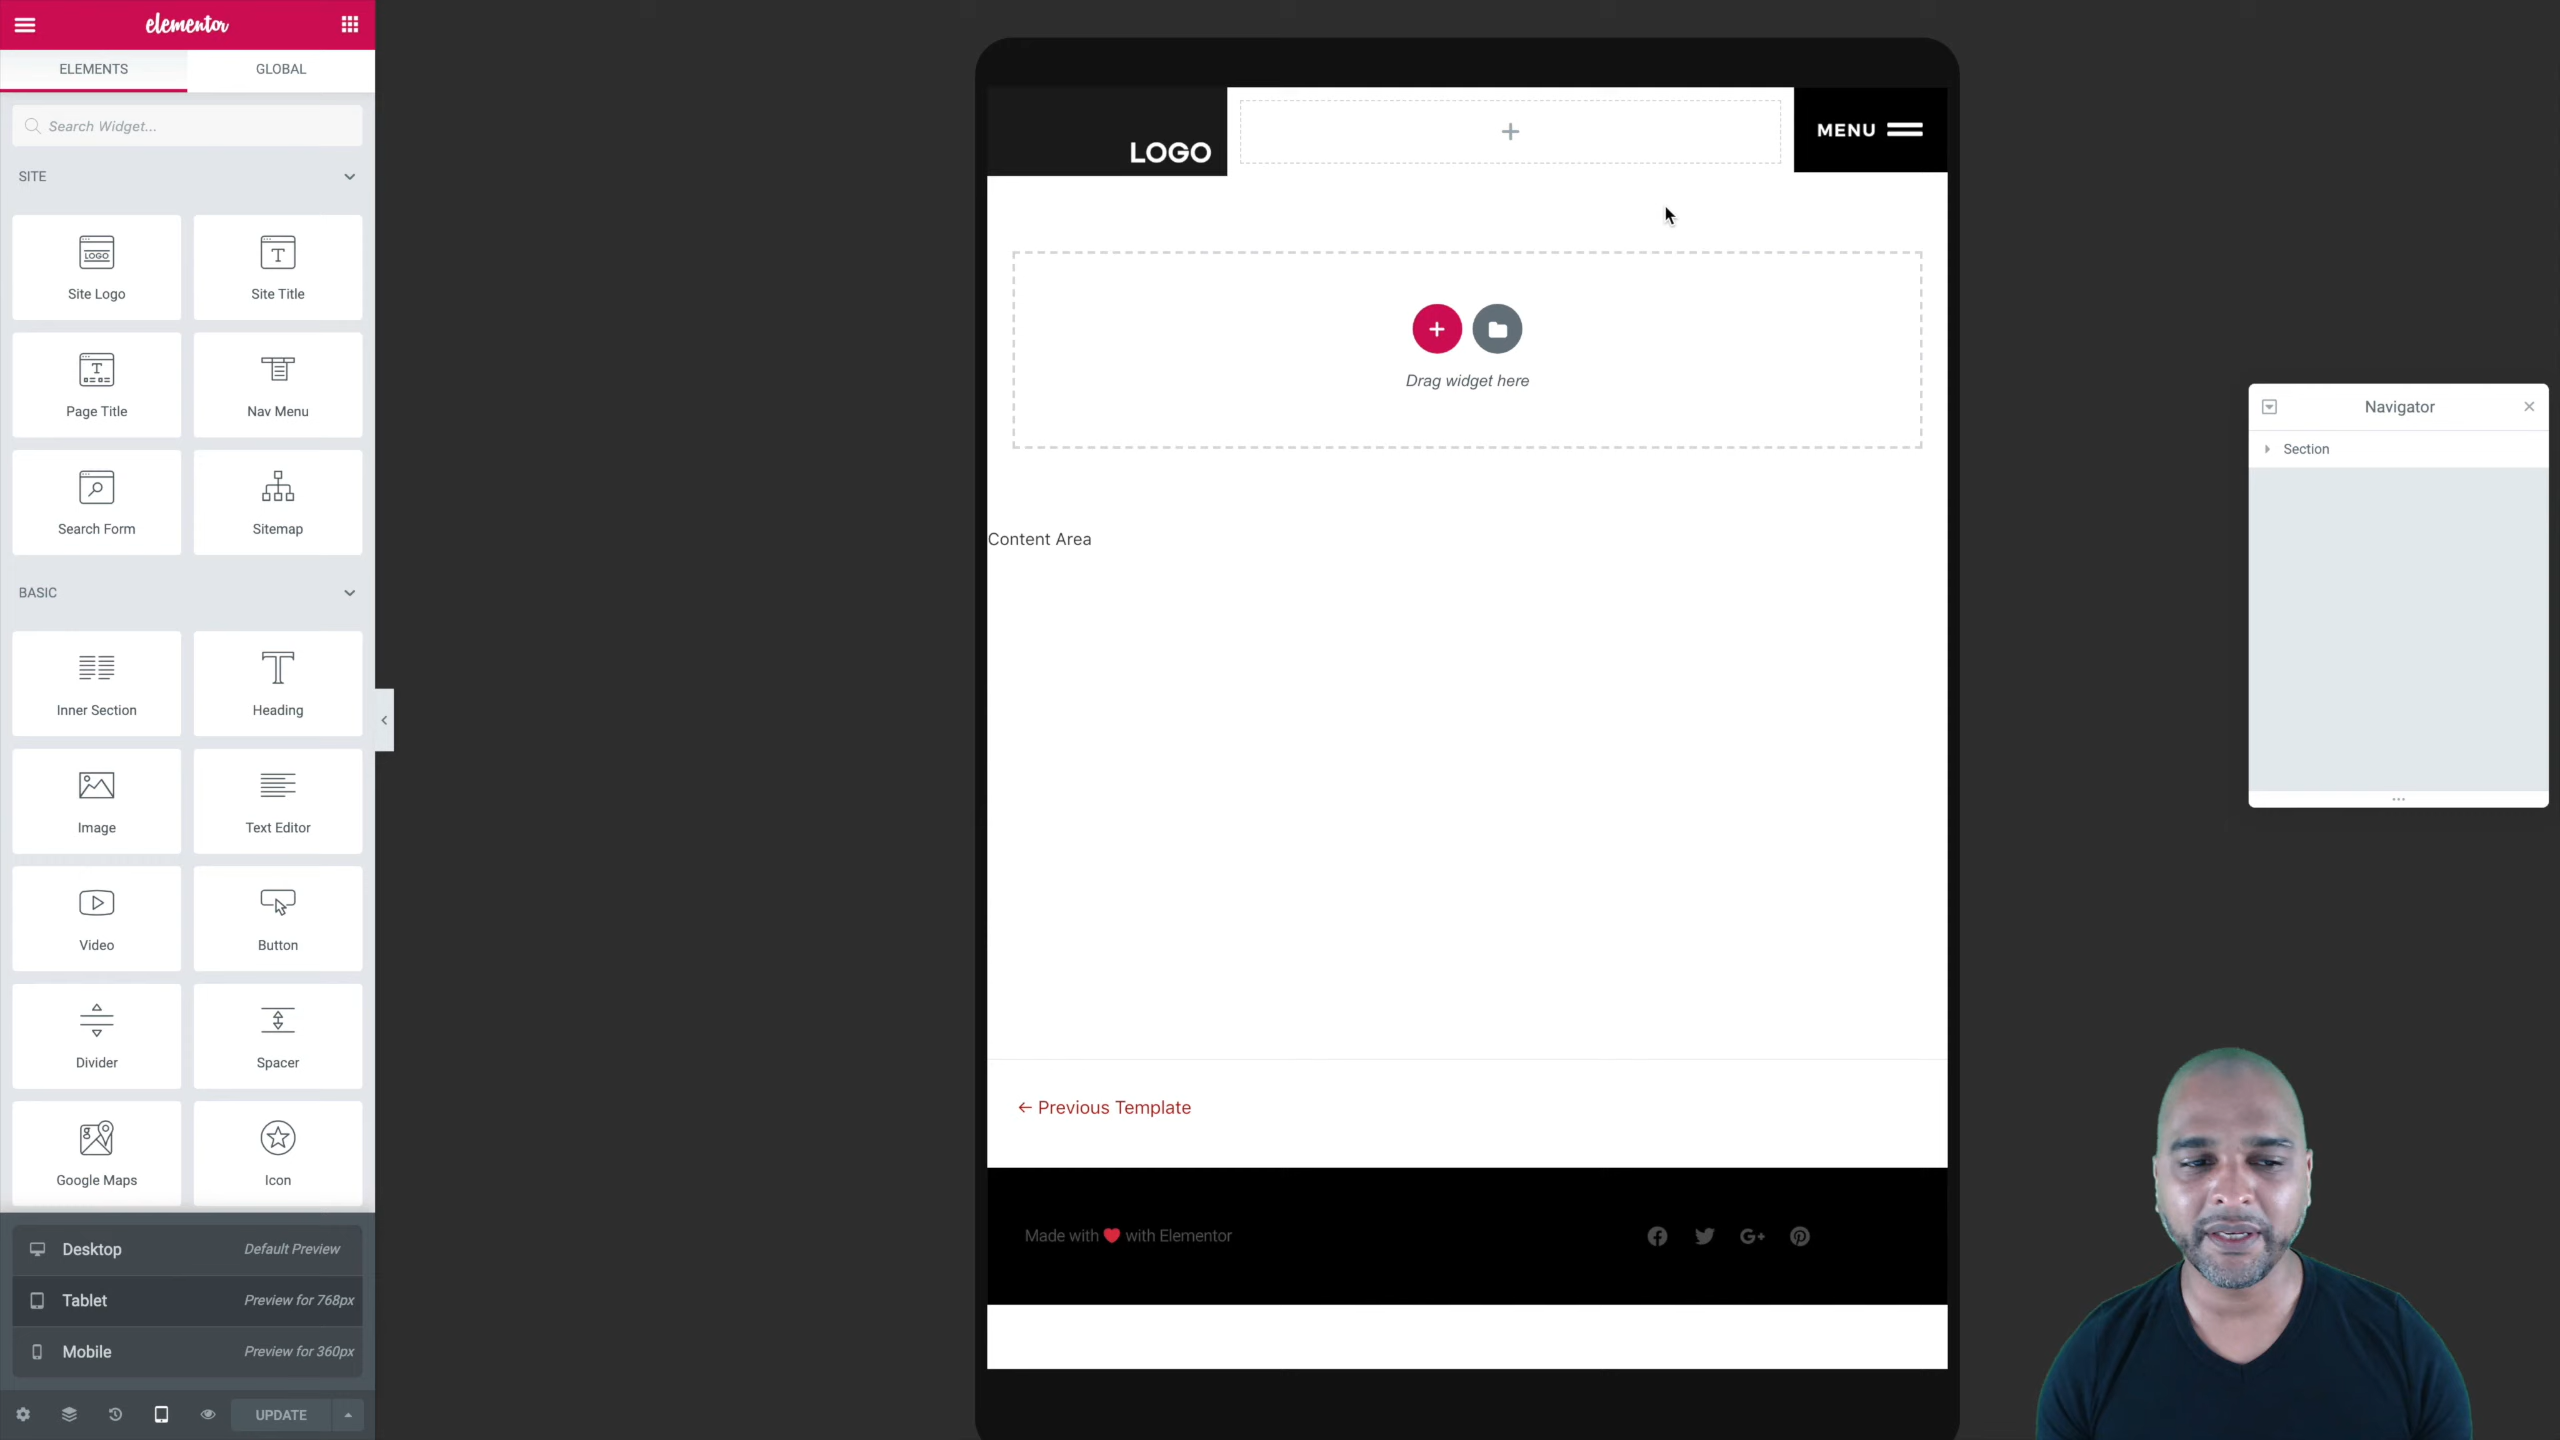 elementor
ELEMENTS
GLOBAL
Search Widget...
SITE
LOGO
Site Logo
T
Site Title
T
Page Title
Nav Menu
Search Form
Sitemap
BASIC
Inner Section
Heading
Image
Text Editor
Video
Button
Divider
Spacer
Google Maps
Icon
Desktop
Default Preview
Tablet
Preview for 768px
Mobile
Preview for 360px
UPDATE
LOGO
MENU
Drag widget here
Content Area
← Previous Template
Made with ❤ with Elementor
Navigator
Section